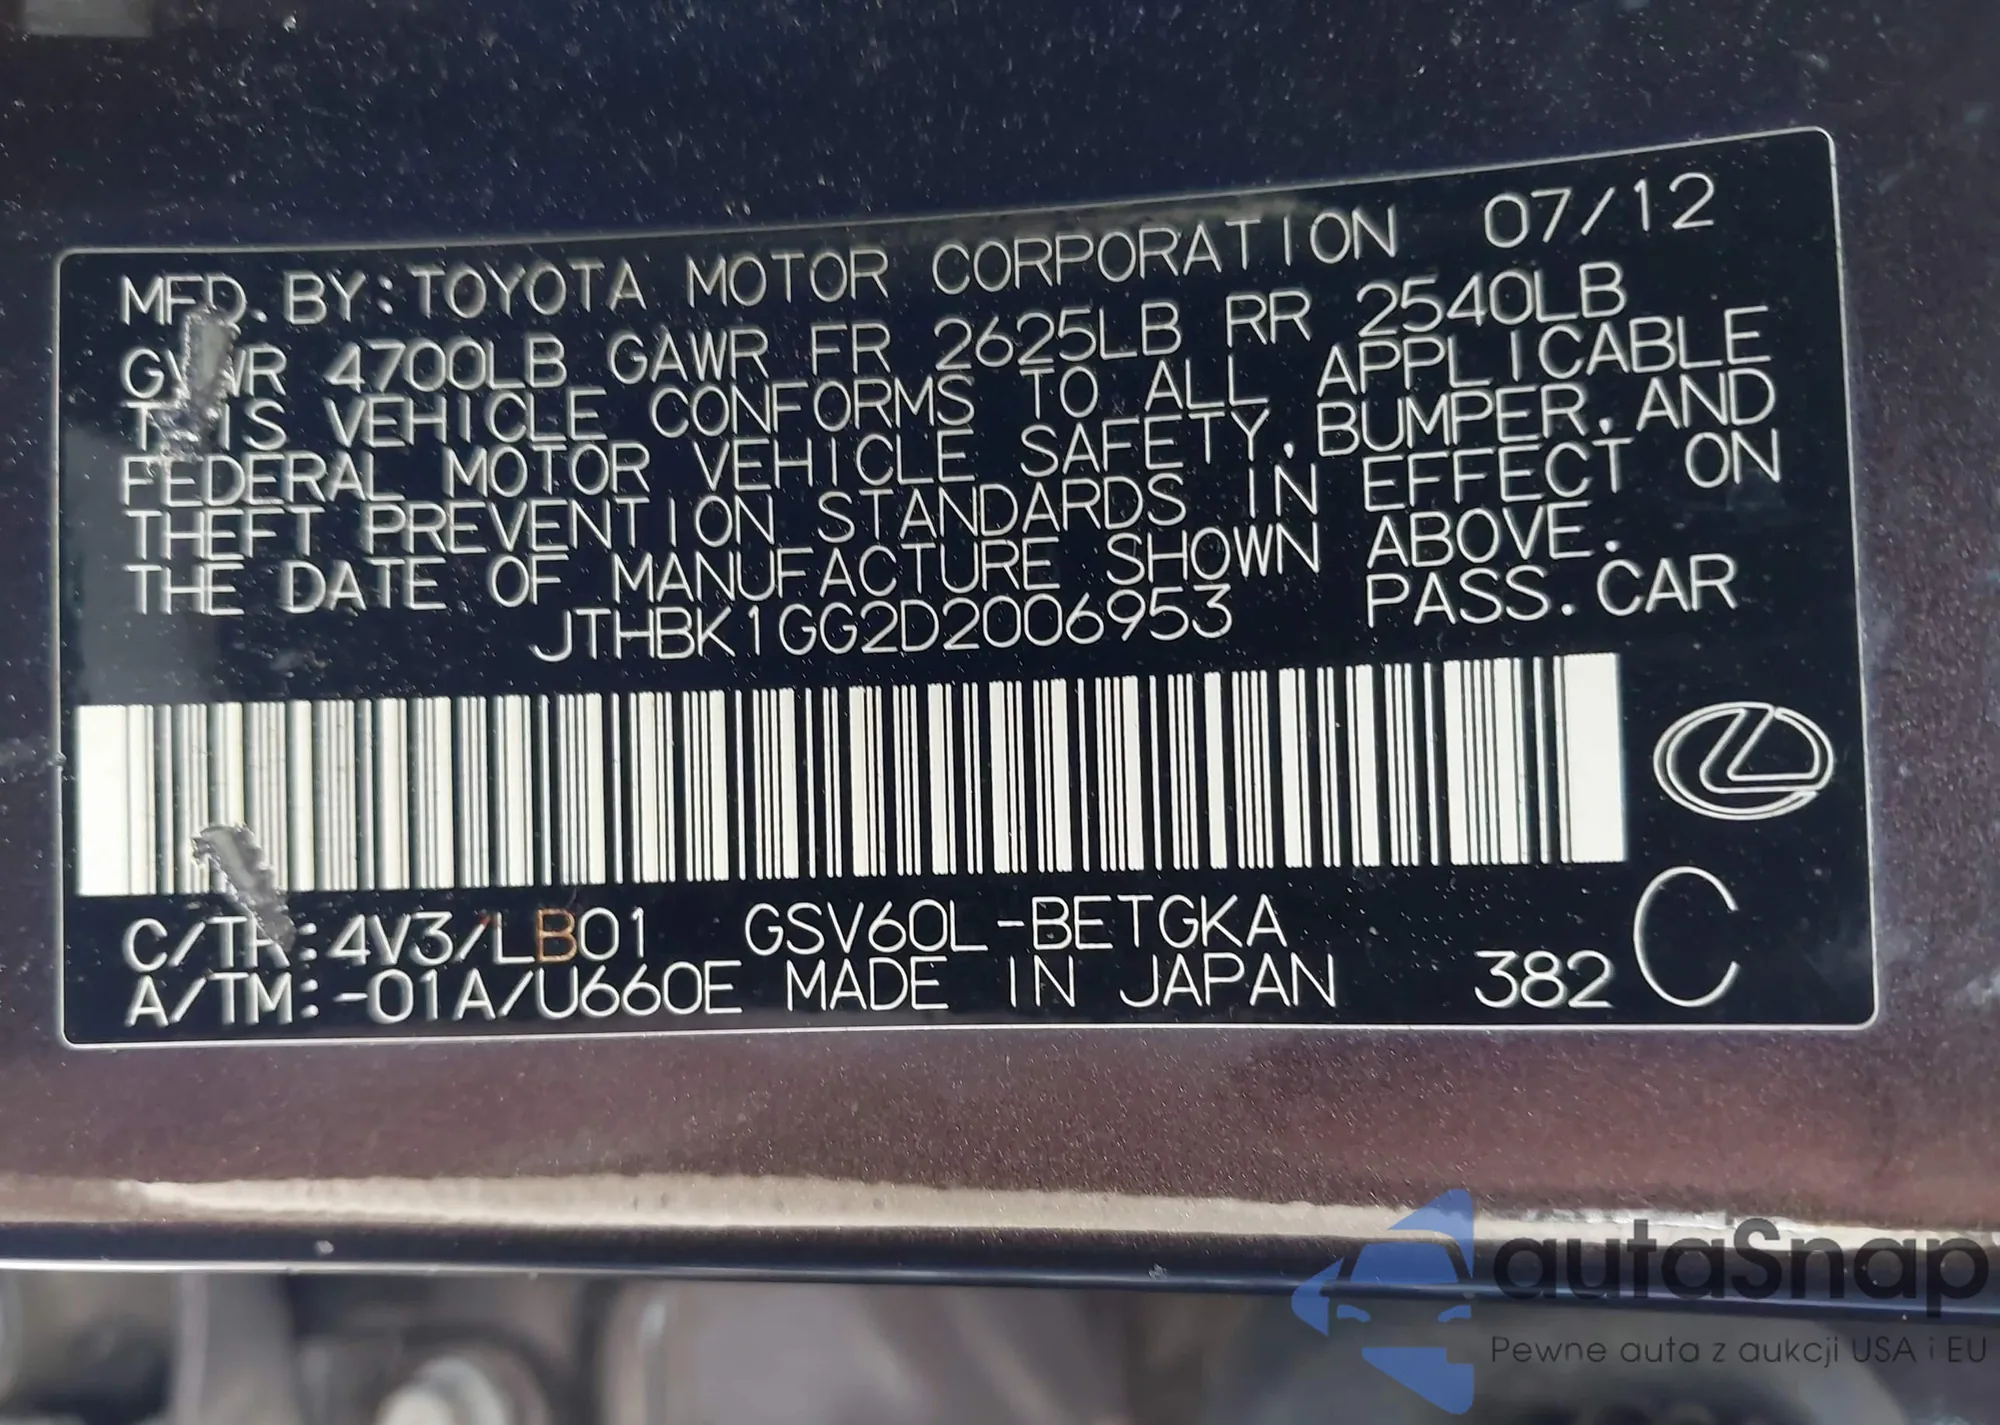 MFD. BY: TOYOTA MOTOR CORPORATION 07/12
GVWR 4700LB GAWR FR 2625LB RR 2540LB
THIS VEHICLE CONFORMS TO ALL APPLICABLE
FEDERAL MOTOR VEHICLE SAFETY, BUMPER, AND
THEFT PREVENTION STANDARDS IN EFFECT ON
THE DATE OF MANUFACTURE SHOWN ABOVE.
JTHBK1GG2D2006953 PASS. CAR
C/TR: 4V3/LB01 GSV60L-BETGKA
A/TM: -01A/U660E MADE IN JAPAN 382 C
autaSnap
Pewne auta z aukcji USA i EU